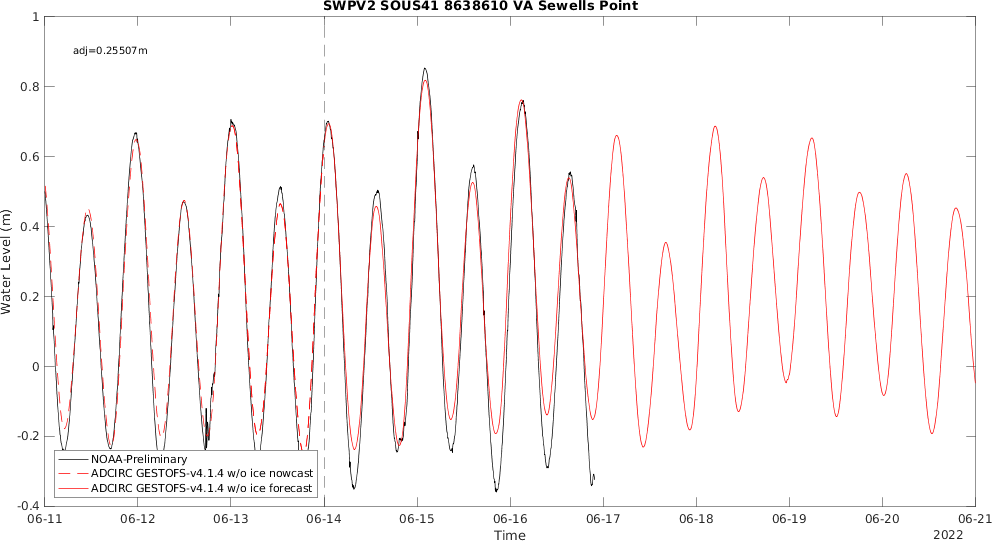 SWPV2 SOUS41 8638610 VA Sewells Point
adj=0.25507m
Water Level (m)
1
0.8
0.6
0.4
0.2
0
-0.2
-0.4
NOAA-Preliminary
ADCIRC GESTOFS-v4.1.4 w/o ice nowcast
ADCIRC GESTOFS-v4.1.4 w/o ice forecast
06-11 06-12 06-13 06-14 06-15 06-16 06-17 06-18 06-19 06-20 06-21
Time
2022